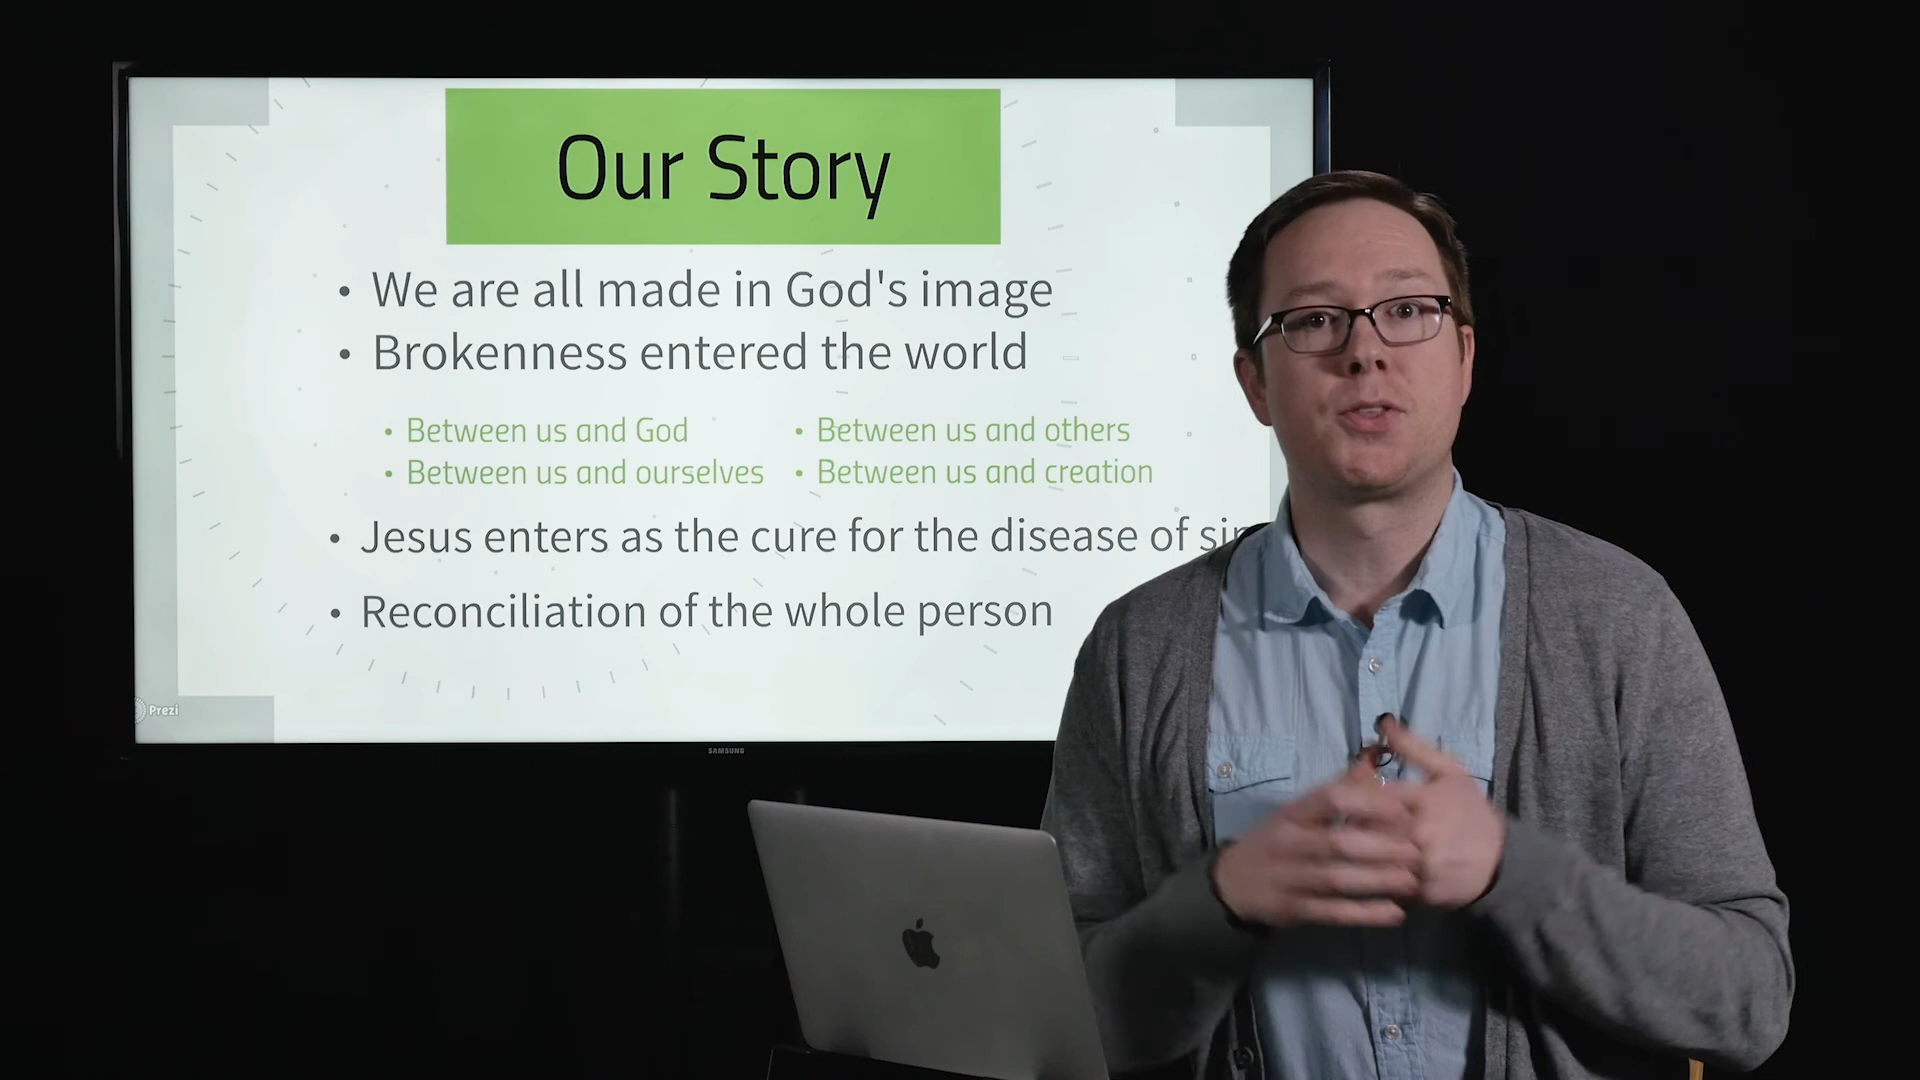 Our Story
• We are all made in God's image
• Brokenness entered the world
• Between us and God
• Between us and others
• Between us and ourselves
• Between us and creation
• Jesus enters as the cure for the disease of
• Reconciliation of the whole person
Prezi
SAMSUNG